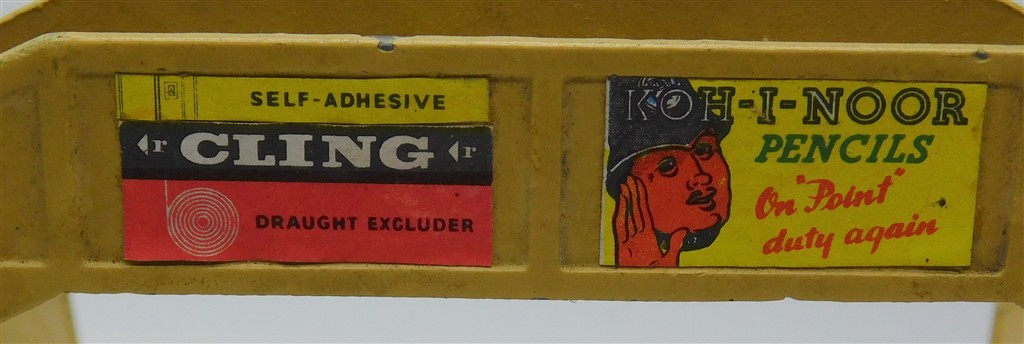 SELF-ADHESIVE
r CLING r
DRAUGHT EXCLUDER
KOH-I-NOOR
PENCILS
On "Point"
duty again